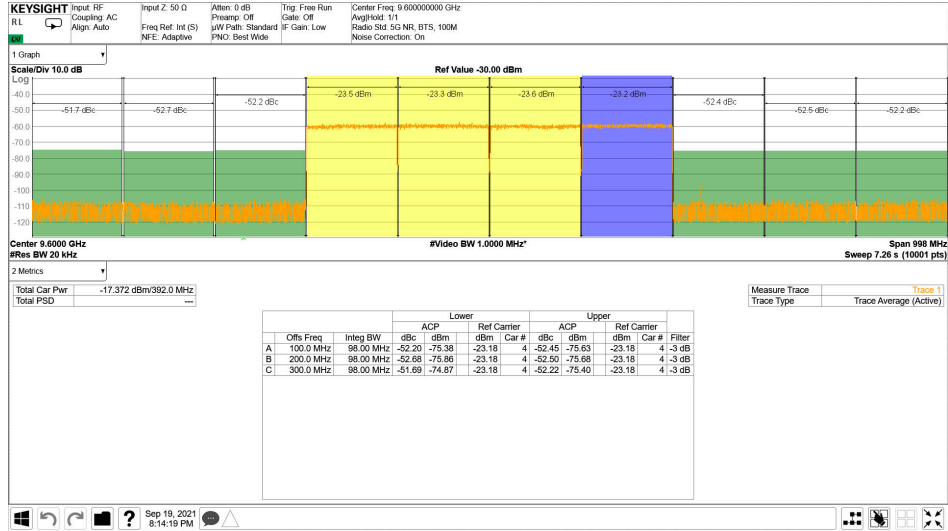 KEYSIGHT Input: RF Input Z: 50 Ω Atten: 0 dB Trig: Free Run Center Freq: 9.600000000 GHz
RL Coupling: AC Preamp: Off Gate: Off Avg|Hold: 1/1
Align: Auto Freq Ref: Int (S) µW Path: Standard IF Gain: Low Radio Std: 5G NR, BTS, 100M
NFE: Adaptive PNO: Best Wide Noise Correction: On
1 Graph
Scale/Div 10.0 dB Ref Value -30.00 dBm
Log
-40.0
-50.0
-60.0
-70.0
-80.0
-90.0
-100
-110
-120
-51.7 dBc -52.7 dBc -52.2 dBc -23.5 dBm -23.3 dBm -23.6 dBm -23.2 dBm -52.4 dBc -52.5 dBc -52.2 dBc
Center 9.6000 GHz #Video BW 1.0000 MHz* Span 998 MHz
#Res BW 20 kHz Sweep 7.26 s (10001 pts)
2 Metrics
Total Car Pwr -17.372 dBm/392.0 MHz Measure Trace Trace 1
Total PSD --- Trace Type Trace Average (Active)
Lower Upper
ACP Ref Carrier ACP Ref Carrier
Offs Freq Integ BW dBc dBm dBm Car # dBc dBm dBm Car # Filter
A 100.0 MHz 98.00 MHz -52.20 -75.38 -23.18 4 -52.45 -75.63 -23.18 4 -3 dB
B 200.0 MHz 98.00 MHz -52.68 -75.86 -23.18 4 -52.50 -75.68 -23.18 4 -3 dB
C 300.0 MHz 98.00 MHz -51.69 -74.87 -23.18 4 -52.22 -75.40 -23.18 4 -3 dB
? Sep 19, 2021
8:14:19 PM